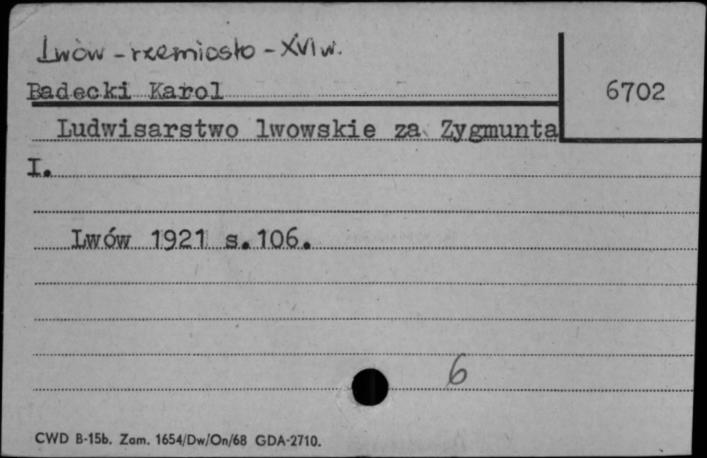 Lwów - rzemiosło - XVI w.
Badecki Karol
6702
Ludwisarstwo lwowskie za Zygmunta
I.
Lwów 1921 s.106.
6
CWD B-15b. Zam. 1654/Dw/On/68 GDA-2710.